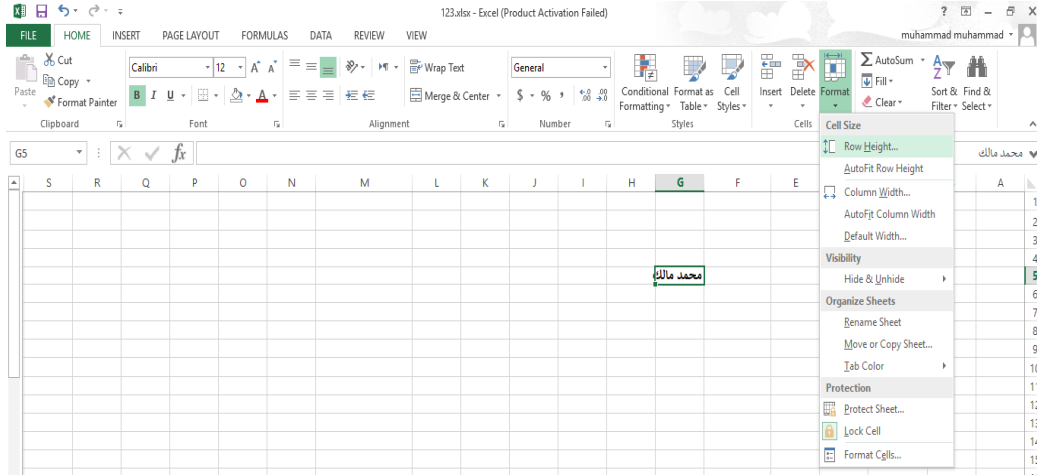 123.xlsx - Excel (Product Activation Failed)
FILE HOME INSERT PAGE LAYOUT FORMULAS DATA REVIEW VIEW muhammad muhammad
Cut
Copy
Format Painter
Paste
Clipboard
Calibri 12
B I U
Font
Wrap Text
Merge & Center
Alignment
General
$ % ,
Number
Conditional Formatting
Format as Table
Cell Styles
Styles
Insert Delete Format
Cells
AutoSum
Fill
Clear
Sort & Filter
Find & Select
G5 fx محمد مالك
S R Q P O N M L K J I H G F E A
1
2
3
4
محمد مالك 5
6
7
8
9
10
11
12
13
14
15
Cell Size
Row Height...
AutoFit Row Height
Column Width...
AutoFit Column Width
Default Width...
Visibility
Hide & Unhide
Organize Sheets
Rename Sheet
Move or Copy Sheet...
Tab Color
Protection
Protect Sheet...
Lock Cell
Format Cells...